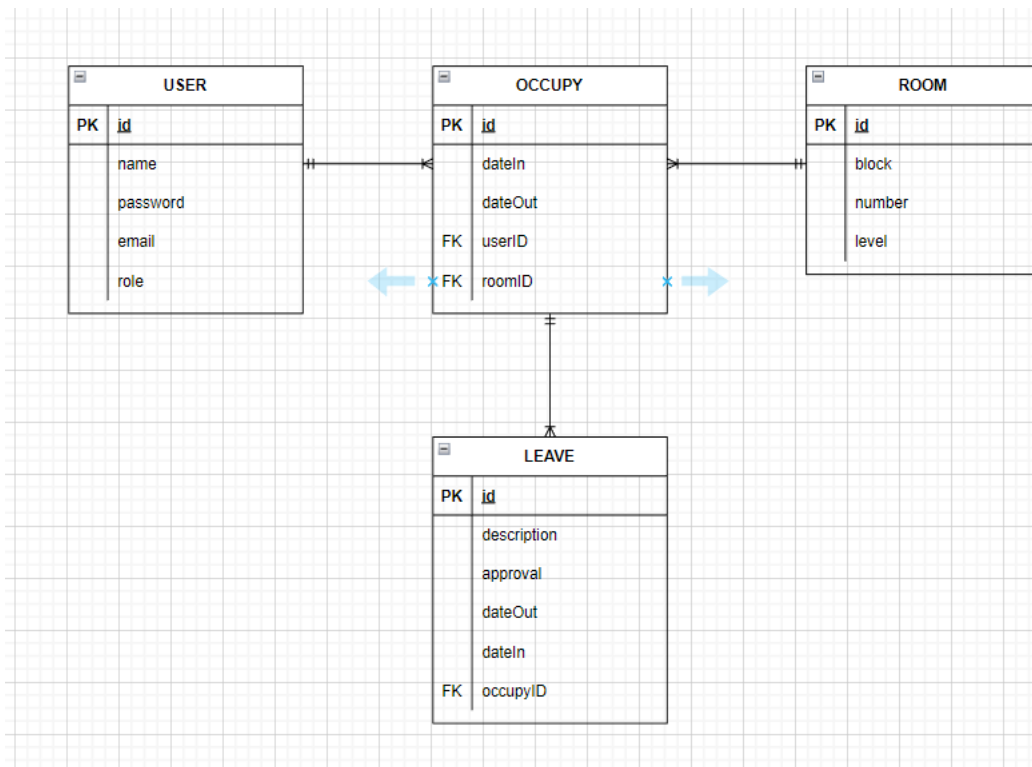 USER
PK id
name
password
email
role
OCCUPY
PK id
dateIn
dateOut
FK userID
FK roomID
ROOM
PK id
block
number
level
LEAVE
PK id
description
approval
dateOut
dateIn
FK occupyID